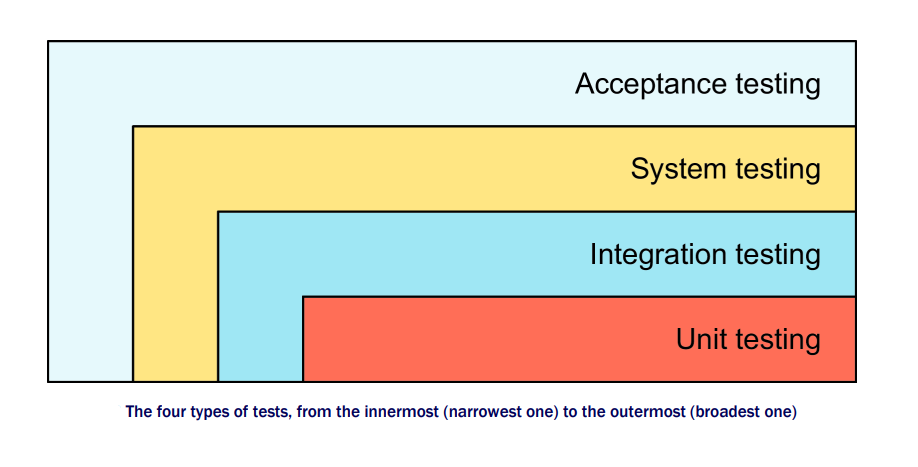 Acceptance testing
System testing
Integration testing
Unit testing
The four types of tests, from the innermost (narrowest one) to the outermost (broadest one)